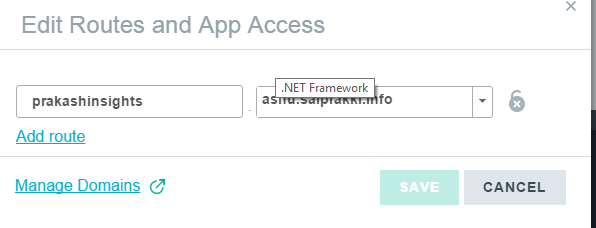 Edit Routes and App Access
.NET Framework
prakashinsights .
Add route
Manage Domains
SAVE CANCEL